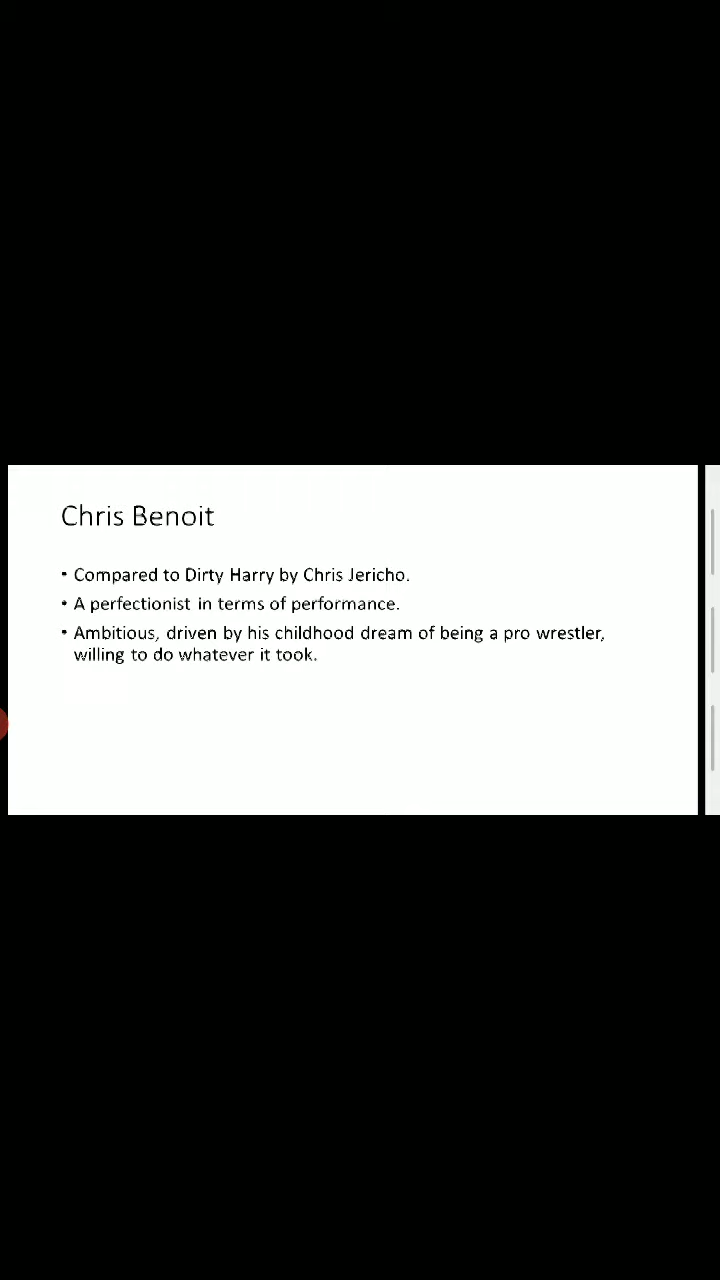 Chris Benoit
• Compared to Dirty Harry by Chris Jericho.
• A perfectionist in terms of performance.
• Ambitious, driven by his childhood dream of being a pro wrestler,
willing to do whatever it took.